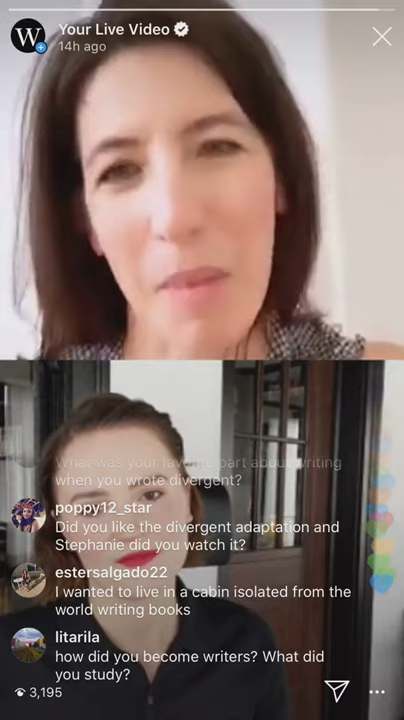 W
Your Live Video
14h ago
What was your favorite part about writing
when you wrote divergent?
poppy12_star
Did you like the divergent adaptation and
Stephanie did you watch it?
estersalgado22
I wanted to live in a cabin isolated from the
world writing books
litarila
how did you become writers? What did
you study?
3,195